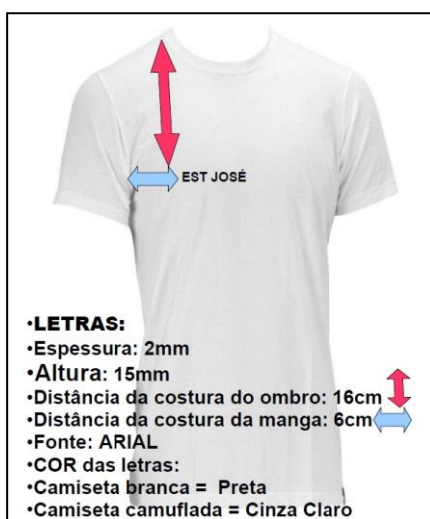 EST JOSÉ
•LETRAS:
•Espessura: 2mm
•Altura: 15mm
•Distância da costura do ombro: 16cm
•Distância da costura da manga: 6cm
•Fonte: ARIAL
•COR das letras:
•Camiseta branca = Preta
•Camiseta camuflada = Cinza Claro